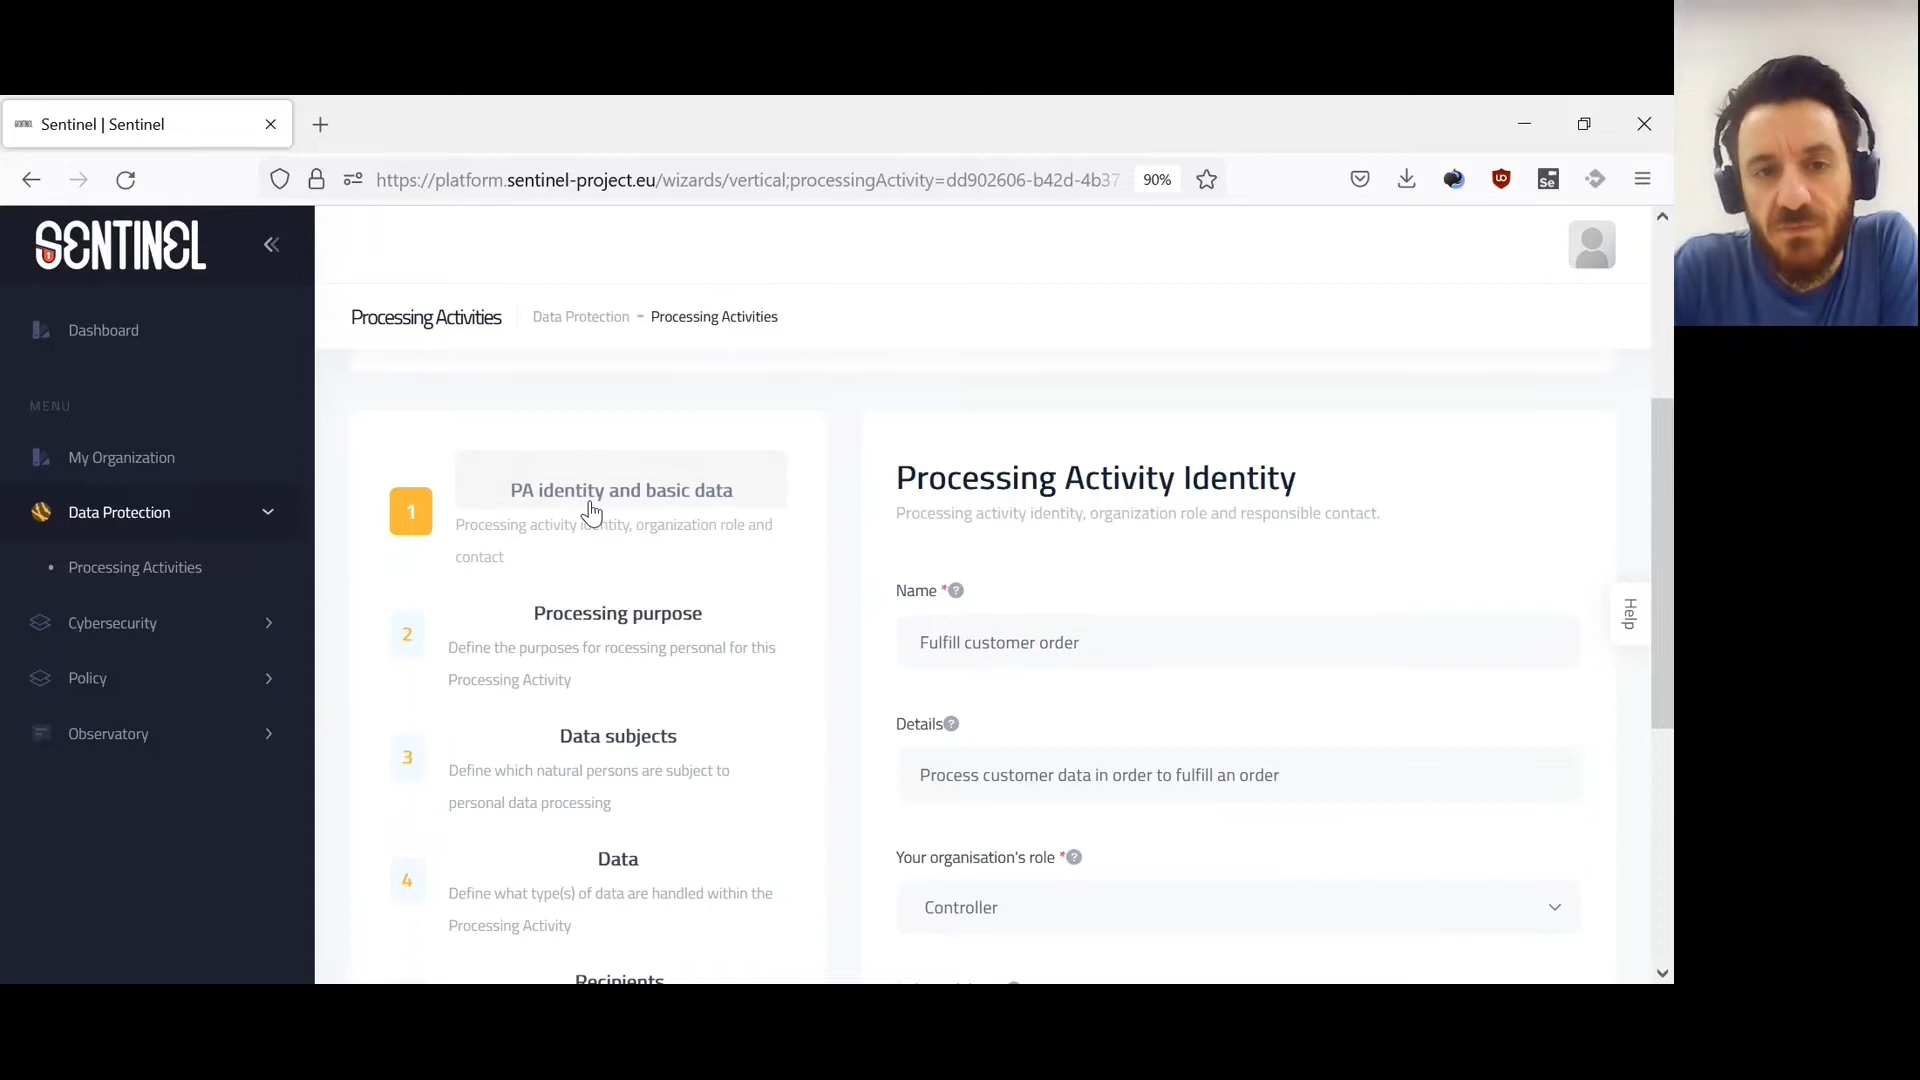 Sentinel | Sentinel
https://platform.sentinel-project.eu/wizards/vertical;processingActivity=dd902606-b42d-4b37
90%
SENTINEL
Dashboard
MENU
My Organization
Data Protection
Processing Activities
Cybersecurity
Policy
Observatory
Processing Activities
Data Protection - Processing Activities
1
PA identity and basic data
Processing activity identity, organization role and
contact
2
Processing purpose
Define the purposes for rocessing personal for this
Processing Activity
3
Data subjects
Define which natural persons are subject to
personal data processing
4
Data
Define what type(s) of data are handled within the
Processing Activity
Recipients
Processing Activity Identity
Processing activity identity, organization role and responsible contact.
Name *
Fulfill customer order
Details
Process customer data in order to fulfill an order
Your organisation's role *
Controller
Help